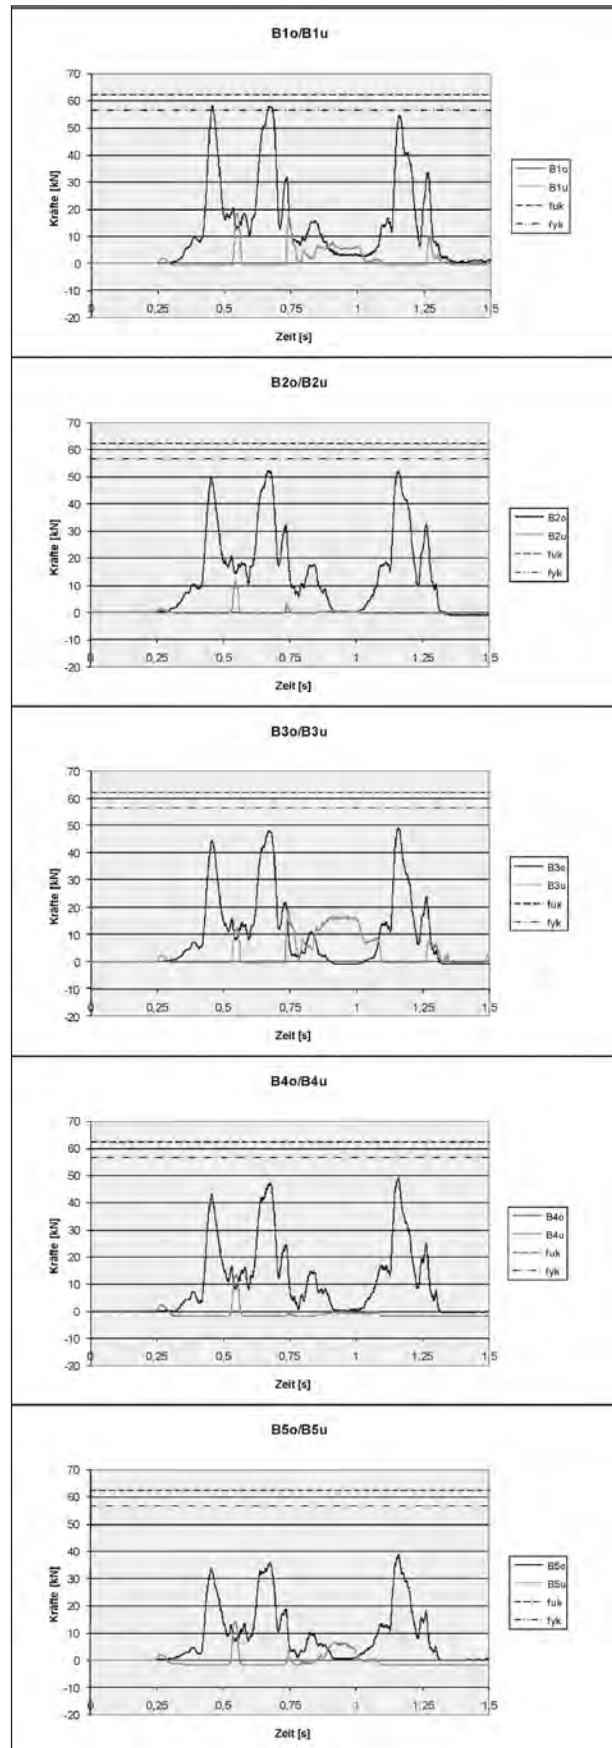 B1o/B1u
70
60
50
40
30
20
10
0
-10
-20
Kräfte [kN]
0 0,25 0,5 0,75 1 1,25 1,5
Zeit [s]
B1o
B1u
fuk
fyk
B2o/B2u
70
60
50
40
30
20
10
0
-10
-20
Kräfte [kN]
0 0,25 0,5 0,75 1 1,25 1,5
Zeit [s]
B2o
B2u
fuk
fyk
B3o/B3u
70
60
50
40
30
20
10
0
-10
-20
Kräfte [kN]
0 0,25 0,5 0,75 1 1,25 1,5
Zeit [s]
B3o
B3u
fuk
fyk
B4o/B4u
70
60
50
40
30
20
10
0
-10
-20
Kräfte [kN]
0 0,25 0,5 0,75 1 1,25 1,5
Zeit [s]
B4o
B4u
fuk
fyk
B5o/B5u
70
60
50
40
30
20
10
0
-10
-20
Kräfte [kN]
0 0,25 0,5 0,75 1 1,25 1,5
Zeit [s]
B5o
B5u
fuk
fyk